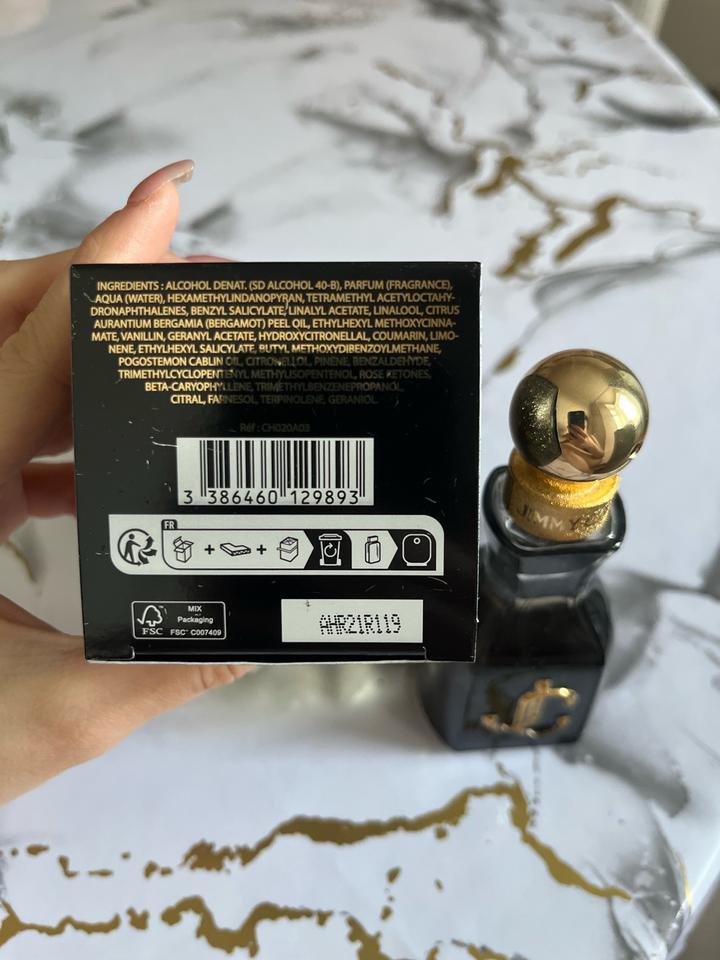 INGREDIENTS : ALCOHOL DENAT. (SD ALCOHOL 40-B), PARFUM (FRAGRANCE),
AQUA (WATER), HEXAMETHYLINDANOPYRAN, TETRAMETHYL ACETYLOCTAHY-
DRONAPHTHALENES, BENZYL SALICYLATE, LINALYL ACETATE, LINALOOL, CITRUS
AURANTIUM BERGAMIA (BERGAMOT) PEEL OIL, ETHYLHEXYL METHOXYCINNA-
MATE, VANILLIN, GERANYL ACETATE, HYDROXYCITRONELLAL, COUMARIN, LIMO-
NENE, ETHYLHEXYL SALICYLATE, BUTYL METHOXYDIBENZOYLMETHANE,
POGOSTEMON CABLIN OIL, CITRONELLOL, PINENE, BENZALDEHYDE,
TRIMETHYLCYCLOPENTENYL METHYLISOPENTENOL, ROSE KETONES,
BETA-CARYOPHYLLENE, TRIMETHYLBENZENEPROPANOL,
CITRAL, FARNESOL, TERPINOLENE, GERANIOL.
Réf : CH020A03
3 386460 129893
FR
FSC
MIX
Packaging
FSC® C007409
AHR21R119
JIMMY
JC